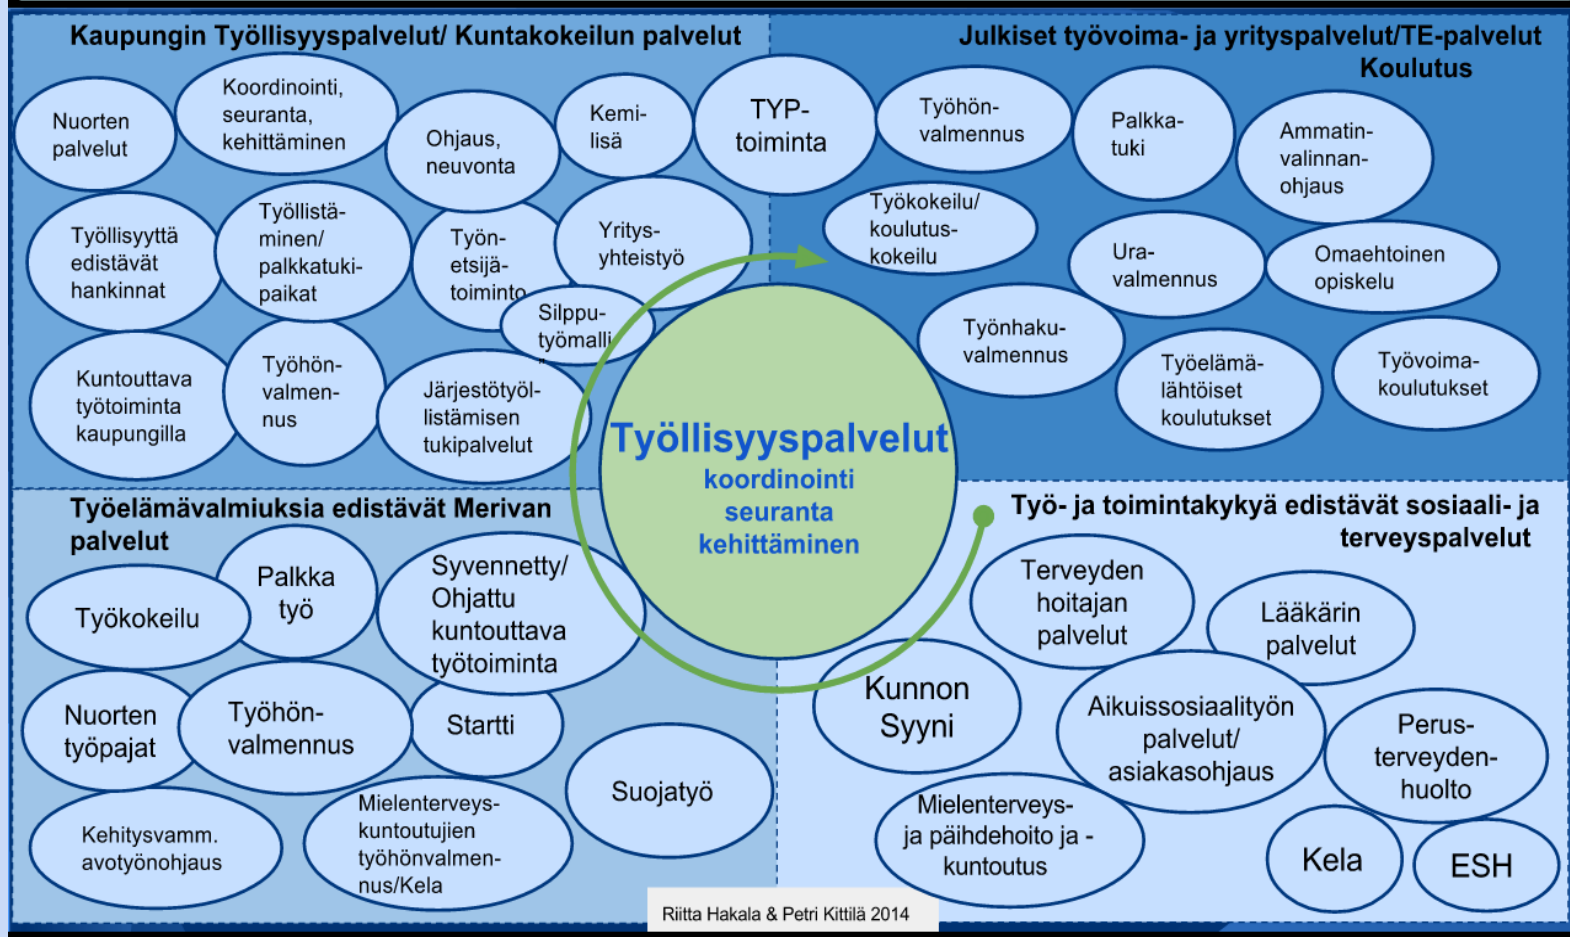 Kaupungin Työllisyyspalvelut/ Kuntakokeilun palvelut
Nuorten
palvelut
Koordinointi,
seuranta,
kehittäminen
Ohjaus,
neuvonta
Kemi-
lisä
TYP-
toiminta
Työllisyyttä
edistävät
hankinnat
Työllistä-
minen/
palkkatuki-
paikat
Työn-
etsijä-
toiminto
Yritys-
yhteistyö
Silppu-
työmalli
Kuntouttava
työtoiminta
kaupungilla
Työhön-
valmen-
nus
Järjestötyöl-
listämisen
tukipalvelut
Julkiset työvoima- ja yrityspalvelut/TE-palvelut
Koulutus
Työhön-
valmennus
Palkka-
tuki
Ammatin-
valinnan-
ohjaus
Työkokeilu/
koulutus-
kokeilu
Ura-
valmennus
Omaehtoinen
opiskelu
Työnhaku-
valmennus
Työelämä-
lähtöiset
koulutukset
Työvoima-
koulutukset
Työllisyyspalvelut
koordinointi
seuranta
kehittäminen
Työelämävalmiuksia edistävät Merivan
palvelut
Työkokeilu
Palkka
työ
Syvennetty/
Ohjattu
kuntouttava
työtoiminta
Nuorten
työpajat
Työhön-
valmennus
Startti
Suojatyö
Kehitysvamm.
avotyönohjaus
Mielenterveys-
kuntoutujien
työhönvalmen-
nus/Kela
Työ- ja toimintakykyä edistävät sosiaali- ja
terveyspalvelut
Terveyden
hoitajan
palvelut
Lääkärin
palvelut
Kunnon
Syyni
Aikuissosiaalityön
palvelut/
asiakasohjaus
Perus-
terveyden-
huolto
Mielenterveys-
ja päihdehoito ja -
kuntoutus
Kela
ESH
Riitta Hakala & Petri Kittilä 2014